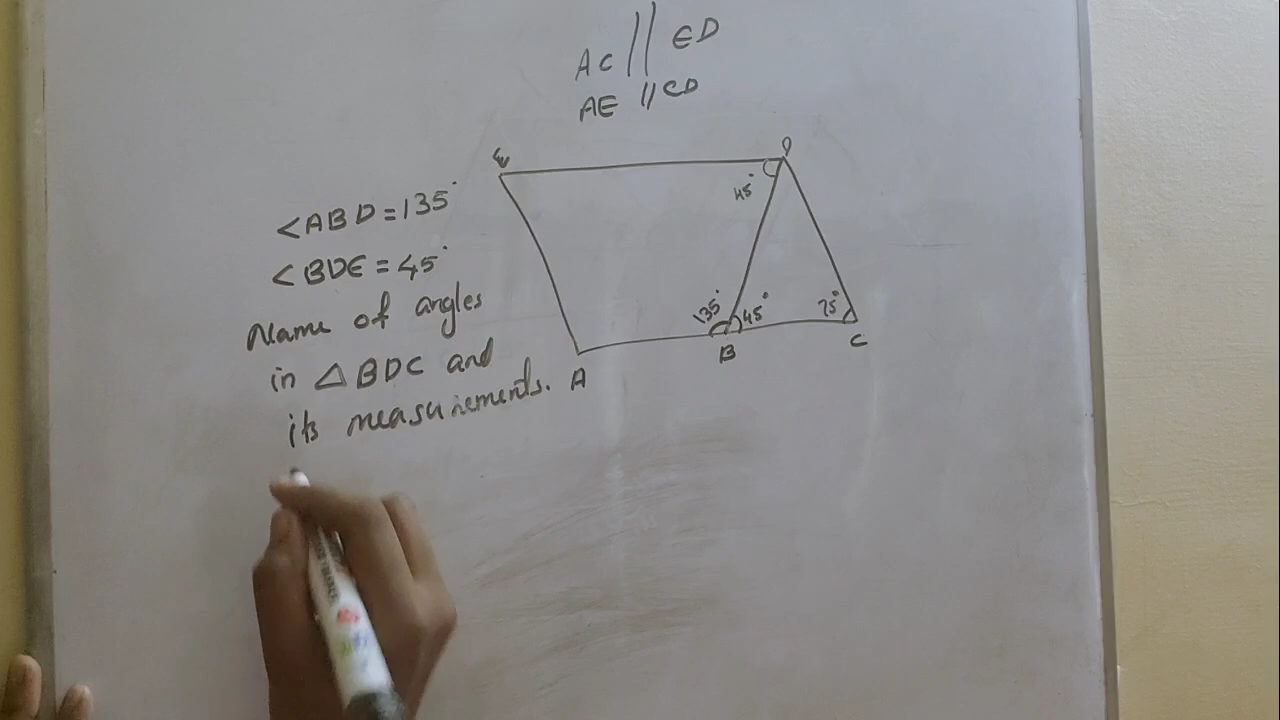 AC // ED
AE // CD
E
D
45°
<ABD = 135°
<BDE = 45°
Name of angles
in △BDC and
its measurements.
135°
45°
75°
A
B
C